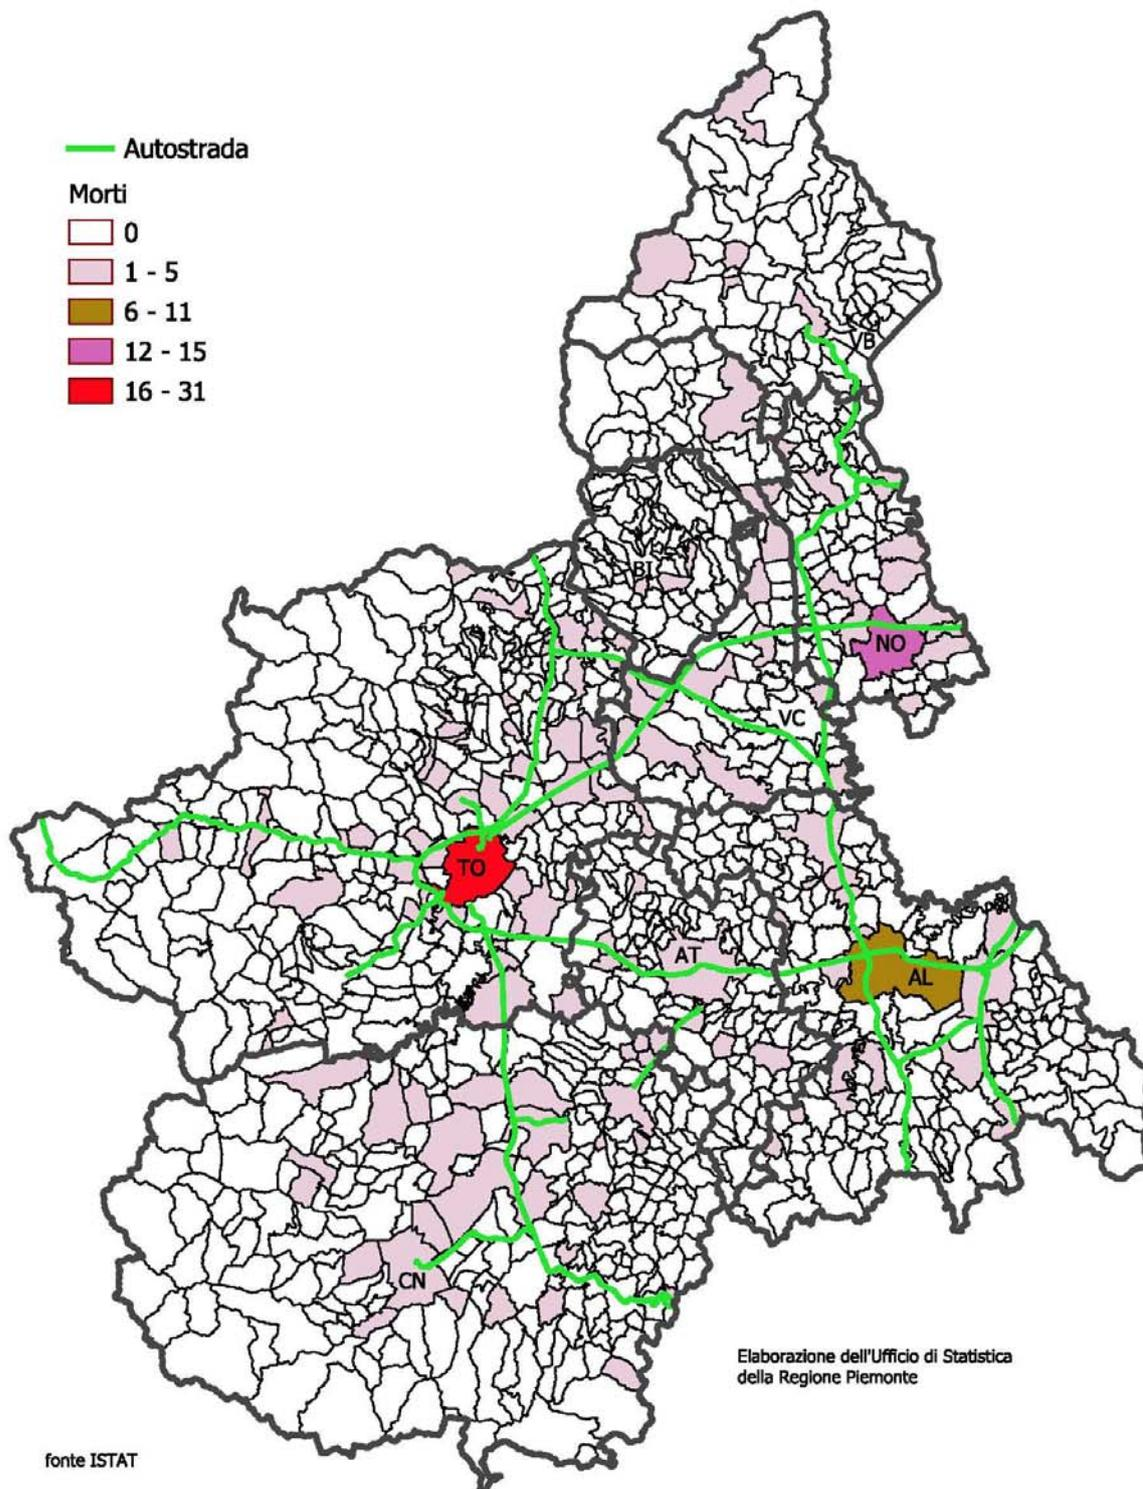 Autostrada
Morti
0
1 - 5
6 - 11
12 - 15
16 - 31
VB
BI
NO
VC
TO
AT
AL
CN
Elaborazione dell'Ufficio di Statistica
della Regione Piemonte
fonte ISTAT